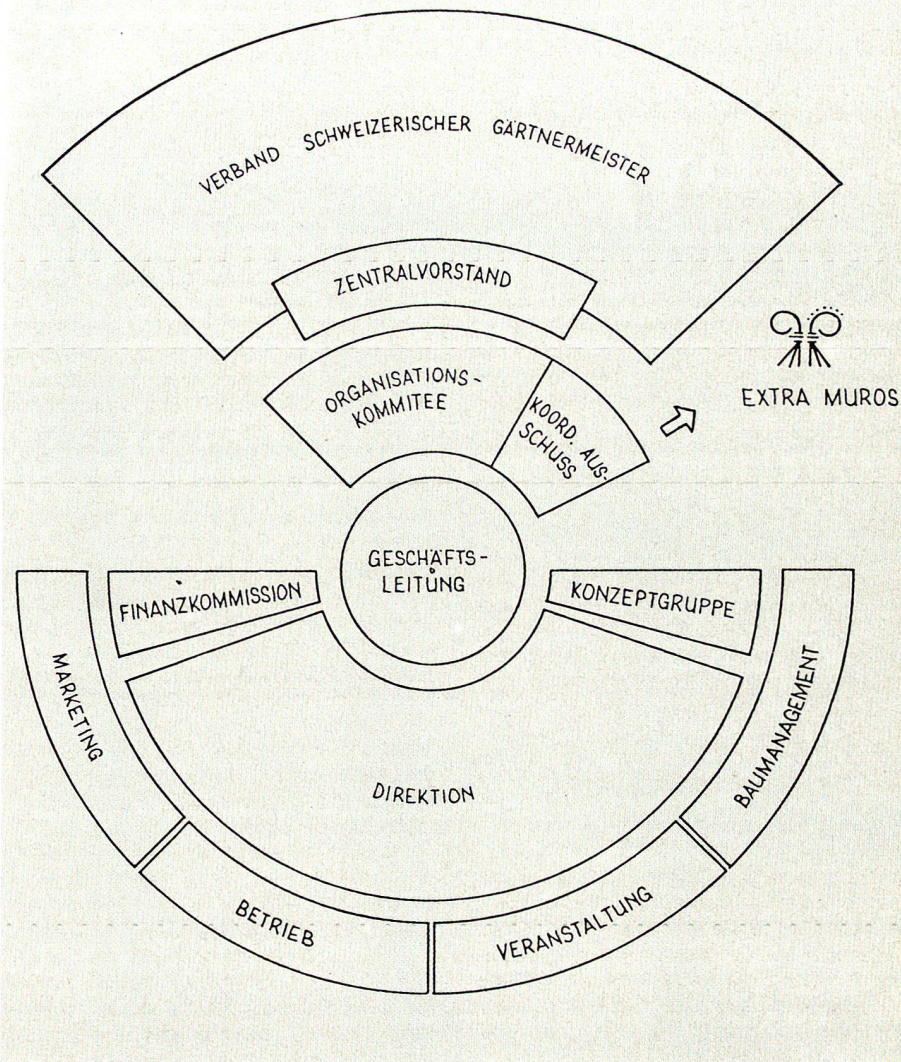 VERBAND SCHWEIZERISCHER GÄRTNERMEISTER
ZENTRALVORSTAND
ORGANISATIONS-
KOMMITEE
KOORD. AUS-
SCHUSS
EXTRA MUROS
GESCHÄFTS-
LEITŮNG
FINANZKOMMISSION
KONZEPTGRUPPE
MARKETING
BAUMANAGEMENT
DIREKTION
BETRIEB
VERANSTALTUNG